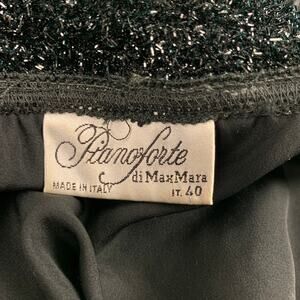 Pianoforte
di MaxMara
MADE IN ITALY
IT. 40